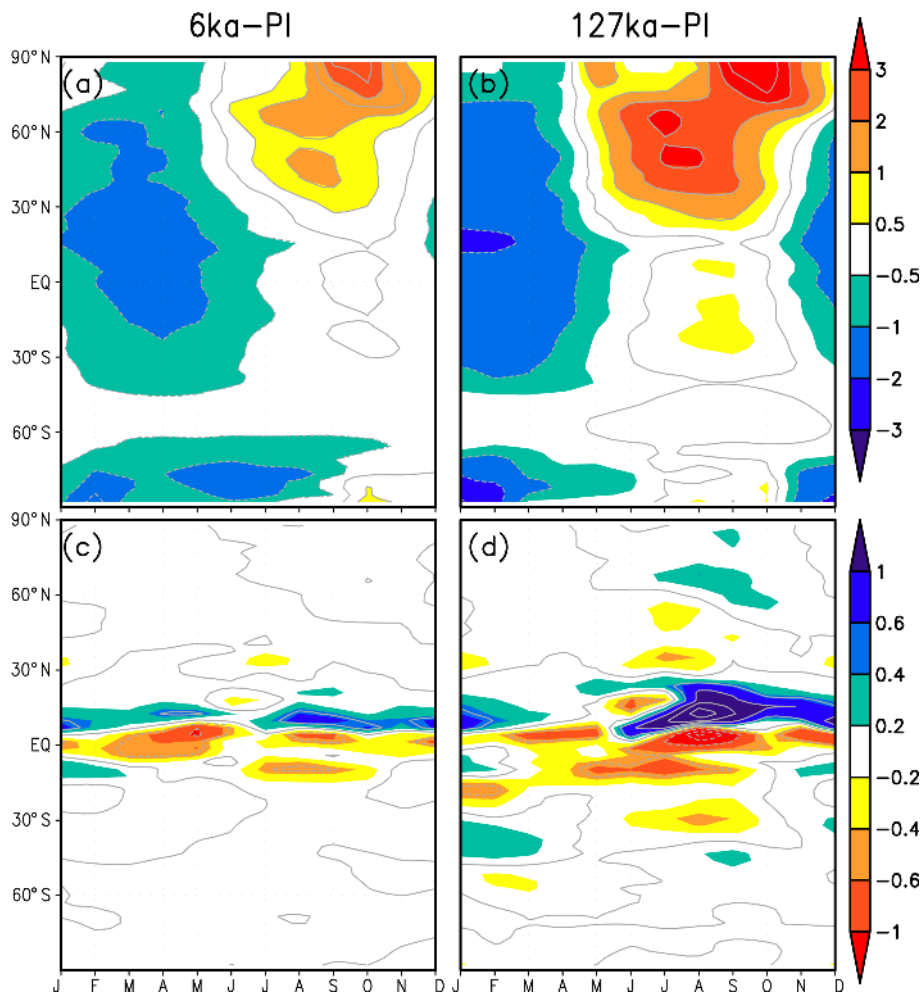 6ka-PI 127ka-PI
90°N (a) (b)
60°N
30°N
EQ
30°S
60°S
3
2
1
0.5
-0.5
-1
-2
-3
90°N (c) (d)
60°N
30°N
EQ
30°S
60°S
1
0.6
0.4
0.2
-0.2
-0.4
-0.6
-1
J F M A M J J A S O N D J F M A M J J A S O N D